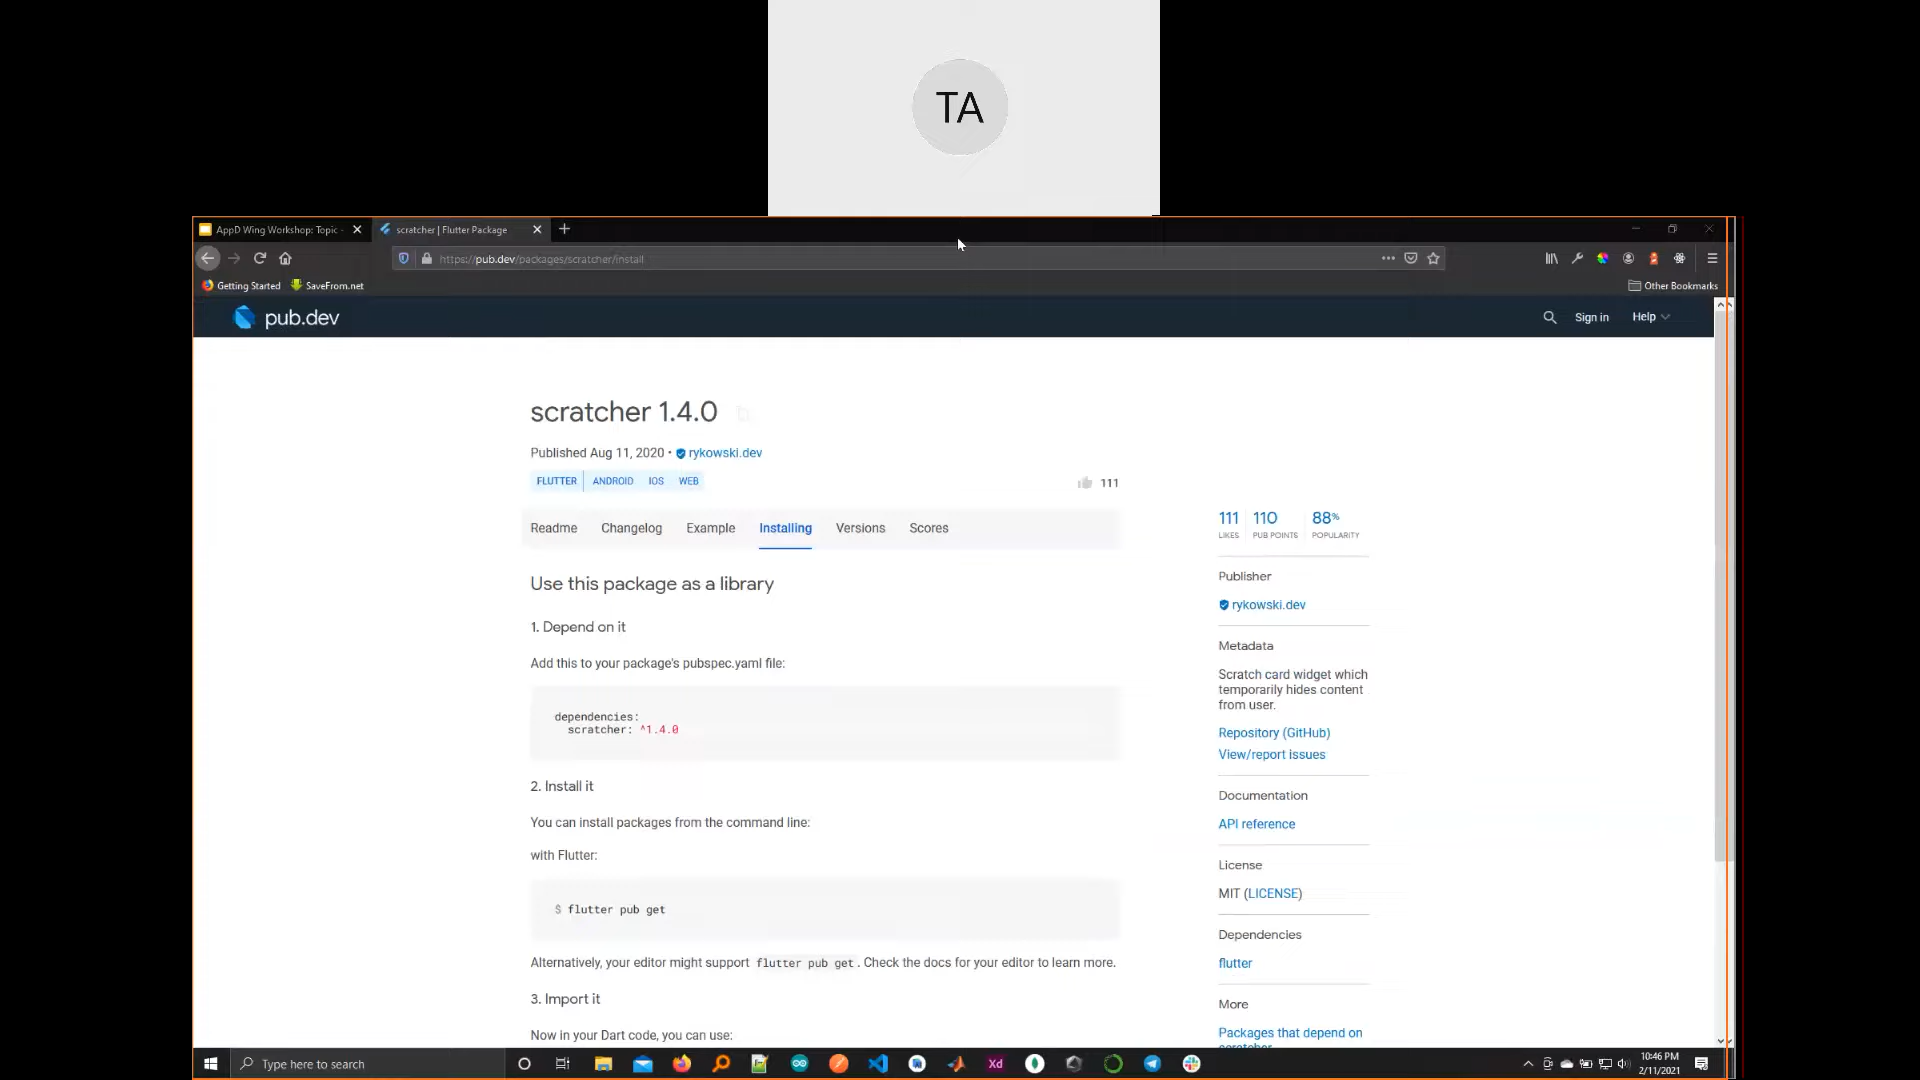 TA
AppD Wing Workshop: Topic -
scratcher | Flutter Package
https://pub.dev/packages/scratcher/install
Getting Started
SaveFrom.net
Other Bookmarks
pub.dev
Sign in
Help
scratcher 1.4.0
Published Aug 11, 2020 • rykowski.dev
FLUTTER ANDROID IOS WEB
111
Readme Changelog Example Installing Versions Scores
Use this package as a library
1. Depend on it
Add this to your package's pubspec.yaml file:
dependencies:
scratcher: ^1.4.0
2. Install it
You can install packages from the command line:
with Flutter:
$ flutter pub get
Alternatively, your editor might support flutter pub get. Check the docs for your editor to learn more.
3. Import it
Now in your Dart code, you can use:
111 110 88%
LIKES PUB POINTS POPULARITY
Publisher
rykowski.dev
Metadata
Scratch card widget which
temporarily hides content
from user.
Repository (GitHub)
View/report issues
Documentation
API reference
License
MIT (LICENSE)
Dependencies
flutter
More
Packages that depend on
scratcher
Type here to search
Xd
10:46 PM
2/11/2021